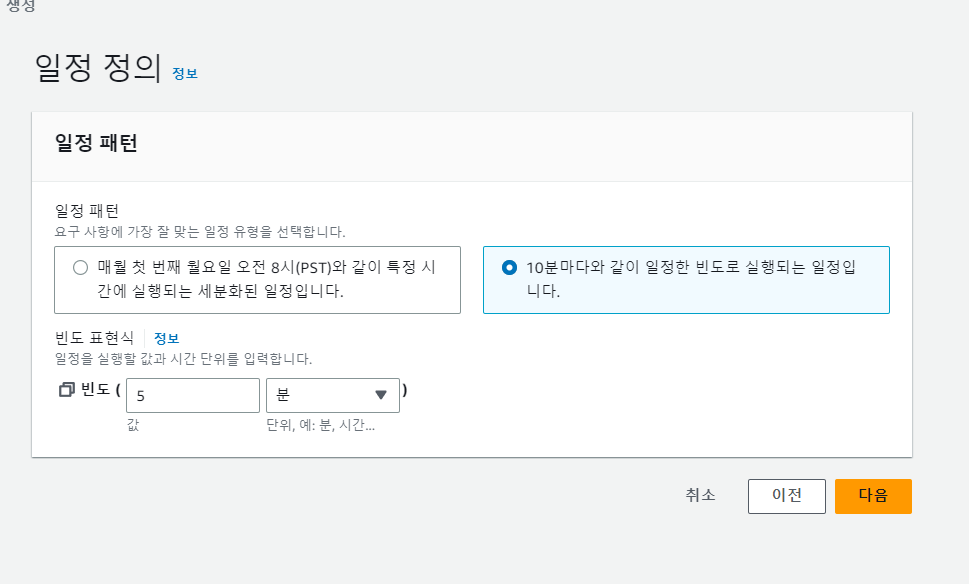 생성
일정 정의 정보
일정 패턴
일정 패턴
요구 사항에 가장 잘 맞는 일정 유형을 선택합니다.
매월 첫 번째 월요일 오전 8시(PST)와 같이 특정 시
간에 실행되는 세분화된 일정입니다.
10분마다와 같이 일정한 빈도로 실행되는 일정입
니다.
빈도 표현식 정보
일정을 실행할 값과 시간 단위를 입력합니다.
빈도 ( 5 분 )
값 단위, 예: 분, 시간...
취소 이전 다음